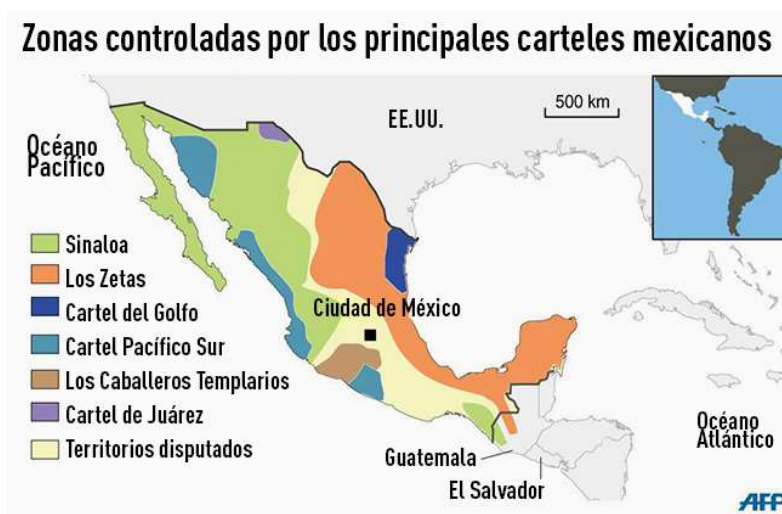 Zonas controladas por los principales carteles mexicanos
500 km
EE.UU.
Océano
Pacífico
Sinaloa
Los Zetas
Cartel del Golfo
Ciudad de México
Cartel Pacífico Sur
Los Caballeros Templarios
Cartel de Juárez
Territorios disputados
Océano
Atlántico
Guatemala
El Salvador
AFP